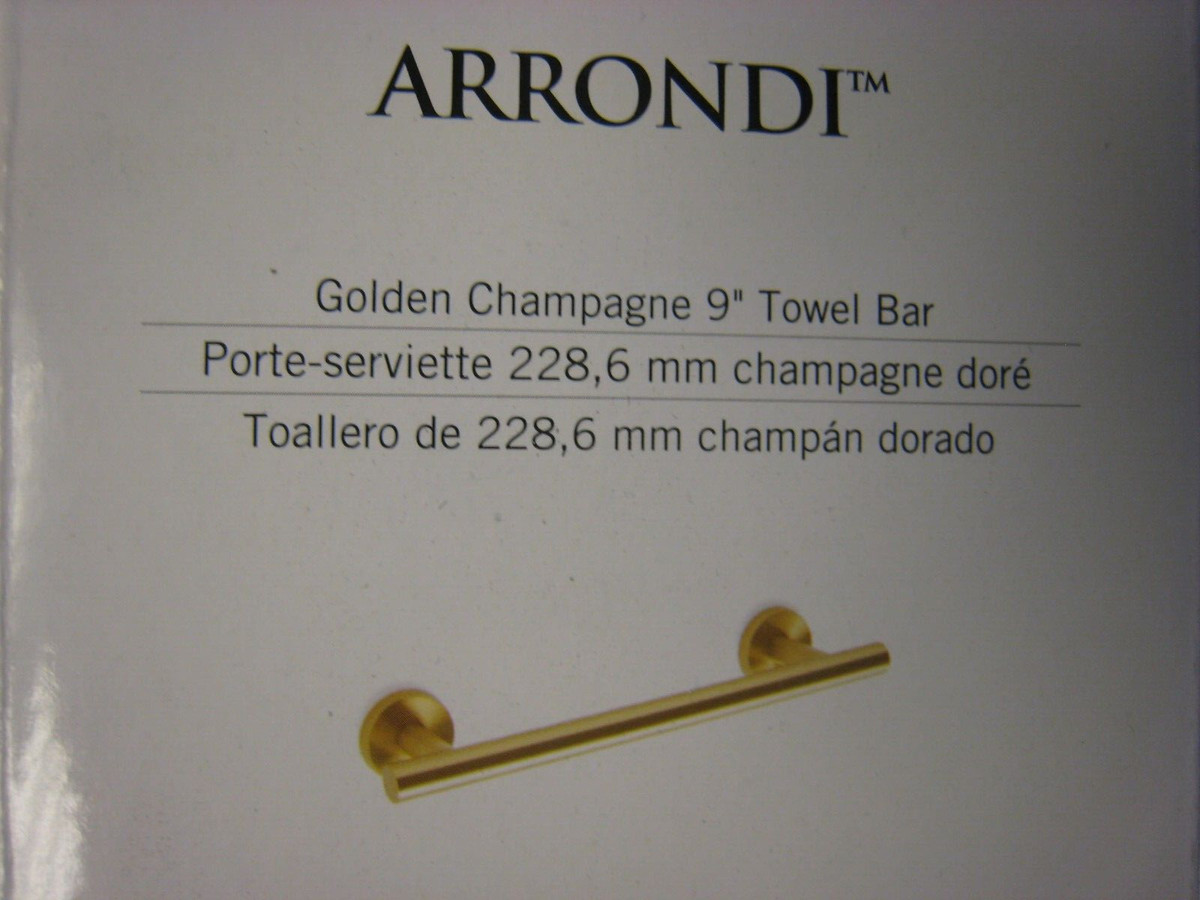 ARRONDI™
Golden Champagne 9" Towel Bar
Porte-serviette 228,6 mm champagne doré
Toallero de 228,6 mm champán dorado